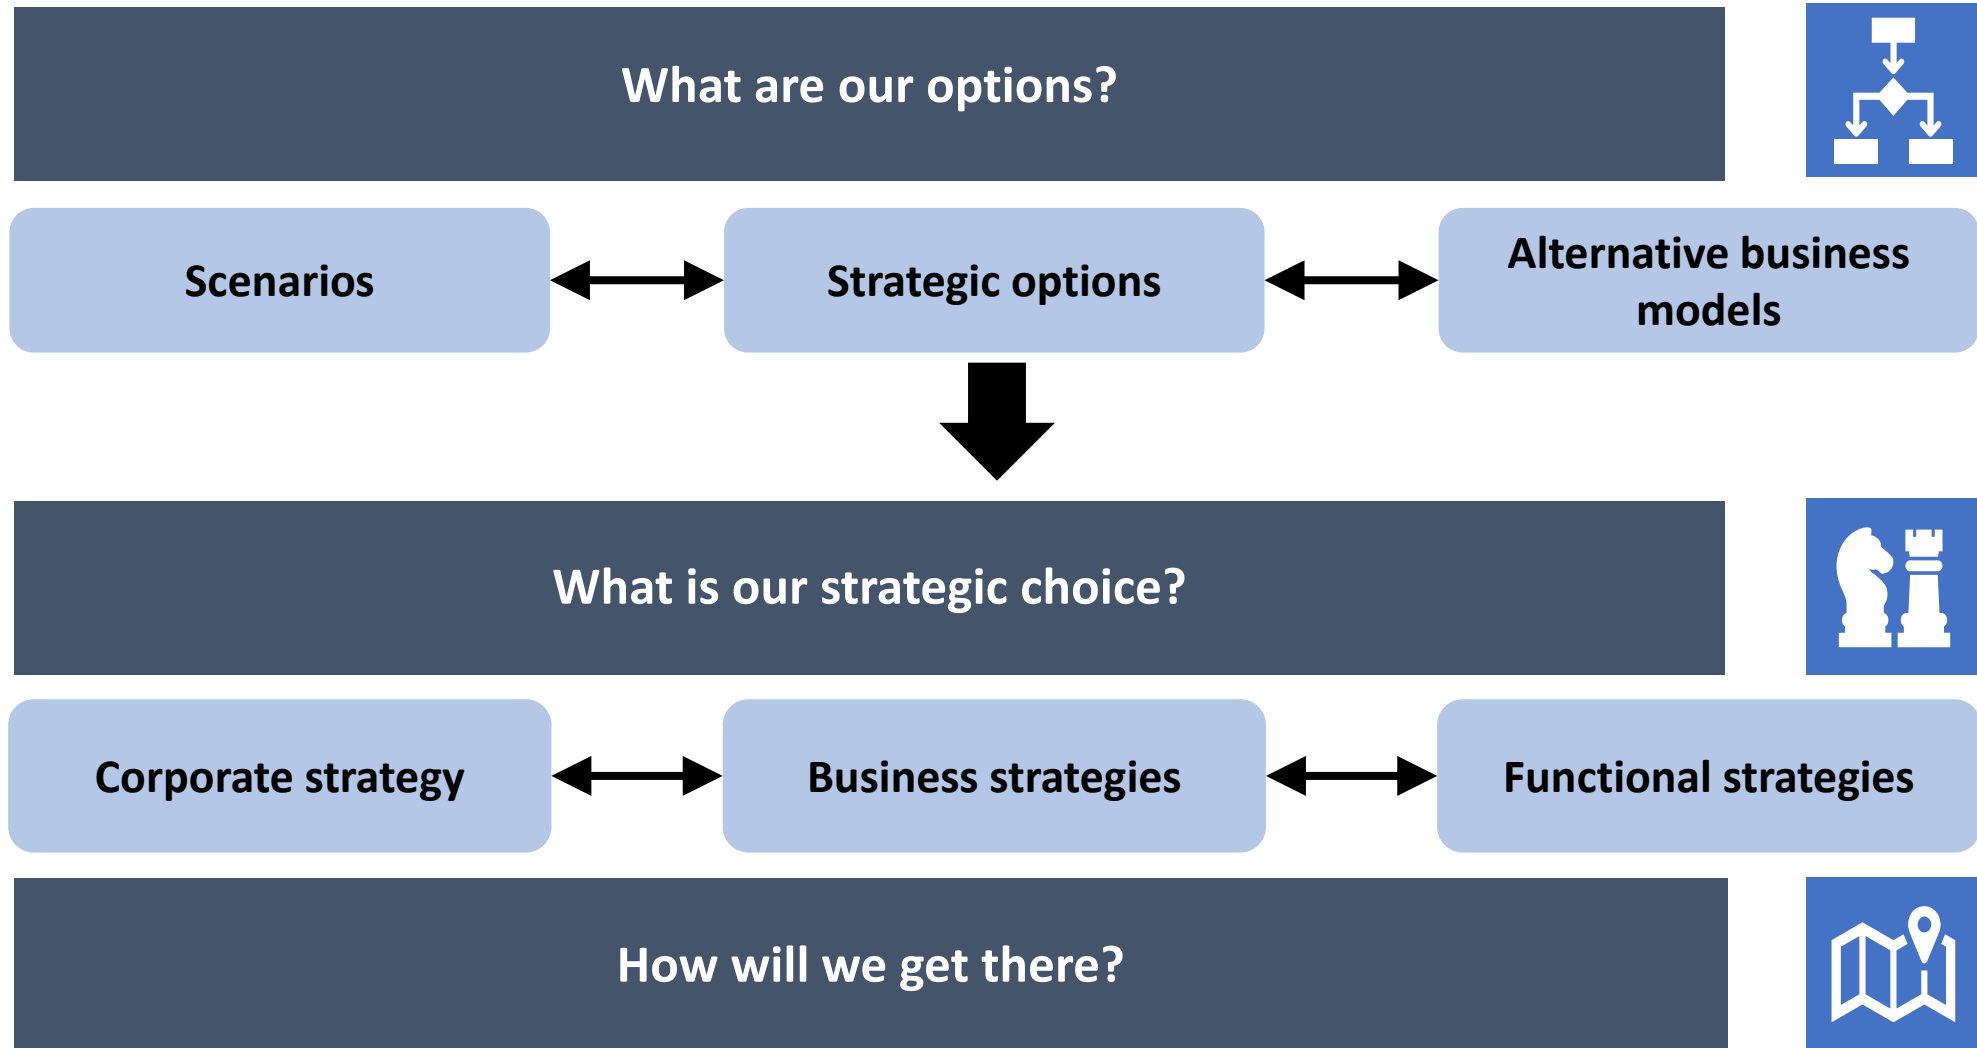 What are our options?
Scenarios
Strategic options
Alternative business
models
What is our strategic choice?
Corporate strategy
Business strategies
Functional strategies
How will we get there?